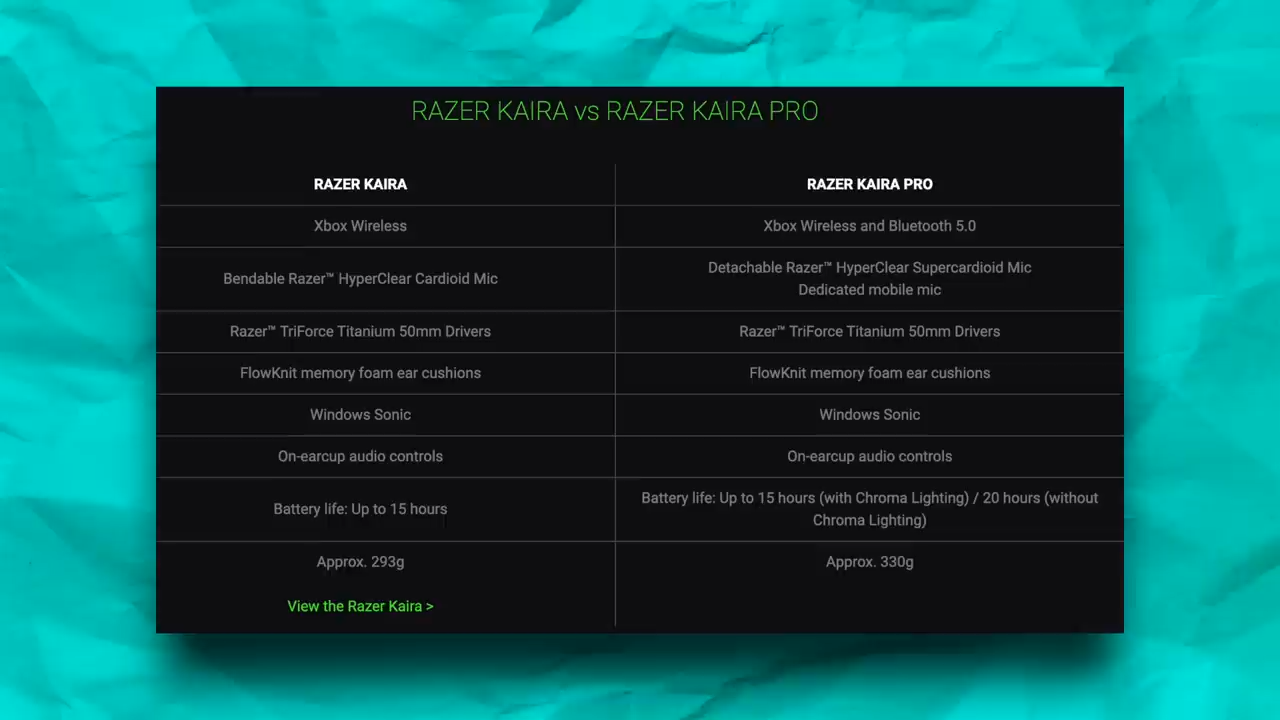 RAZER KAIRA vs RAZER KAIRA PRO
RAZER KAIRA
RAZER KAIRA PRO
Xbox Wireless
Xbox Wireless and Bluetooth 5.0
Bendable Razer™ HyperClear Cardioid Mic
Detachable Razer™ HyperClear Supercardioid Mic
Dedicated mobile mic
Razer™ TriForce Titanium 50mm Drivers
Razer™ TriForce Titanium 50mm Drivers
FlowKnit memory foam ear cushions
FlowKnit memory foam ear cushions
Windows Sonic
Windows Sonic
On-earcup audio controls
On-earcup audio controls
Battery life: Up to 15 hours
Battery life: Up to 15 hours (with Chroma Lighting) / 20 hours (without
Chroma Lighting)
Approx. 293g
Approx. 330g
View the Razer Kaira >